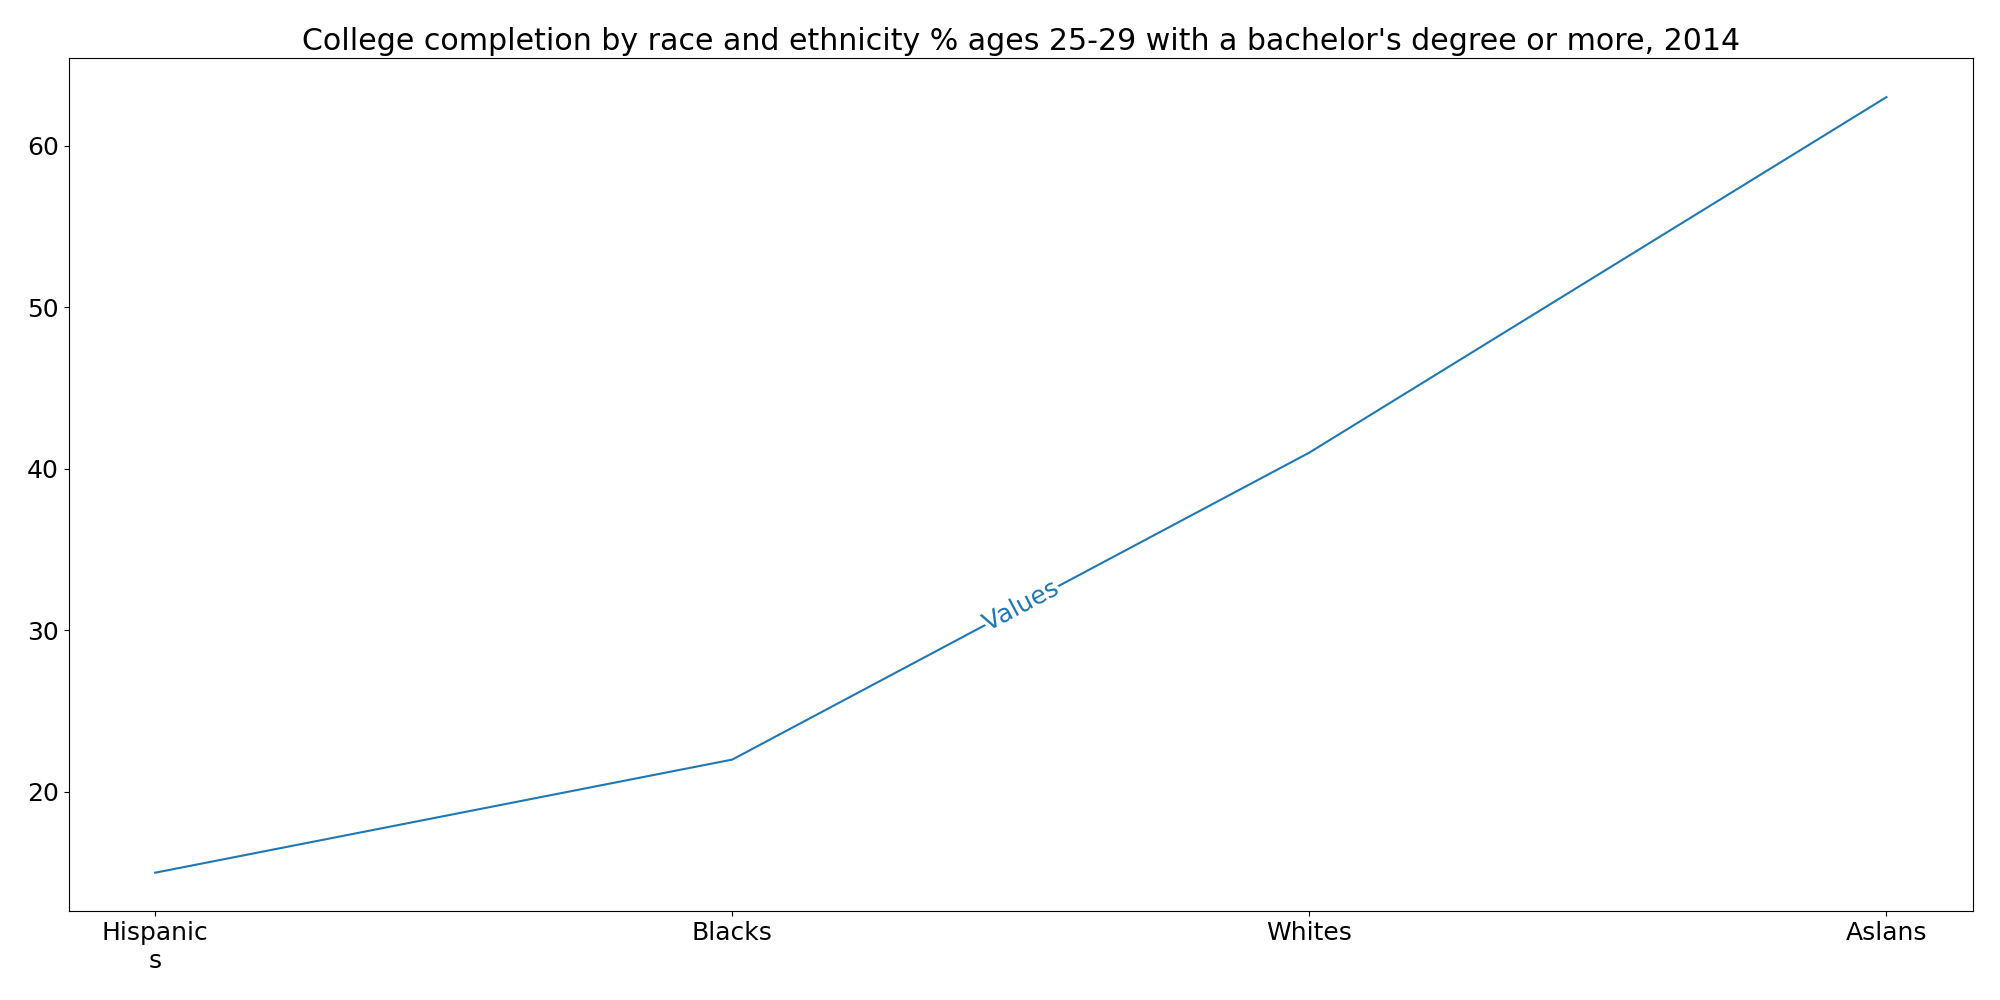 College completion by race and ethnicity % ages 25-29 with a bachelor's degree or more, 2014
60
50
40
30
20
Values
Hispanic
s
Blacks
Whites
Aslans